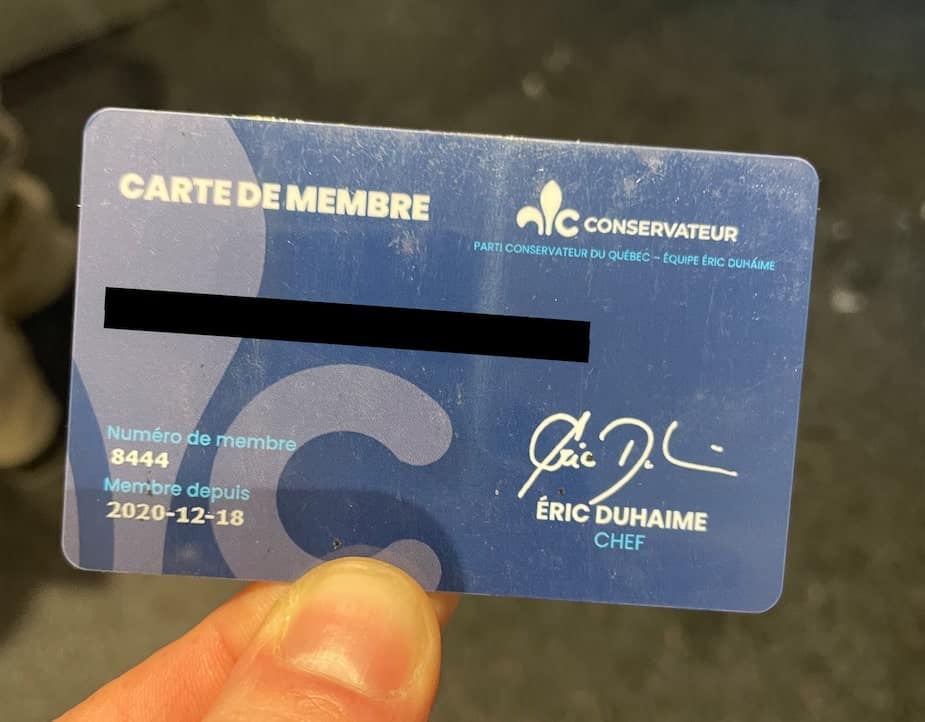 CARTE DE MEMBRE
CONSERVATEUR
PARTI CONSERVATEUR DU QUÉBEC – ÉQUIPE ÉRIC DUHAIME
Numéro de membre
8444
Membre depuis
2020-12-18
Éric D.
ÉRIC DUHAIME
CHEF